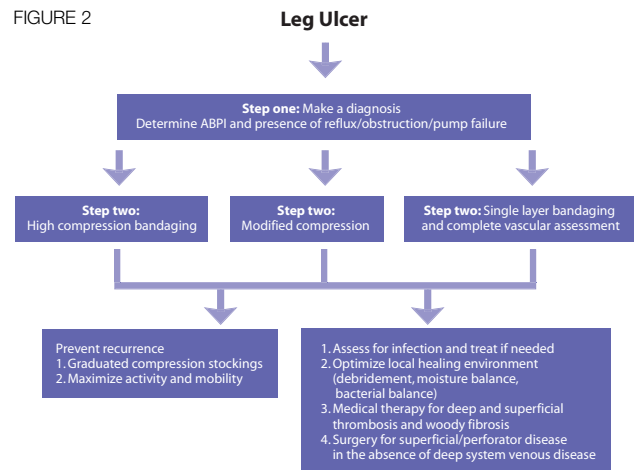 FIGURE 2
Leg Ulcer
Step one: Make a diagnosis
Determine ABPI and presence of reflux/obstruction/pump failure
Step two:
High compression bandaging
Step two:
Modified compression
Step two: Single layer bandaging
and complete vascular assessment
Prevent recurrence
1. Graduated compression stockings
2. Maximize activity and mobility
1. Assess for infection and treat if needed
2. Optimize local healing environment
(debridement, moisture balance,
bacterial balance)
3. Medical therapy for deep and superficial
thrombosis and woody fibrosis
4. Surgery for superficial/perforator disease
in the absence of deep system venous disease